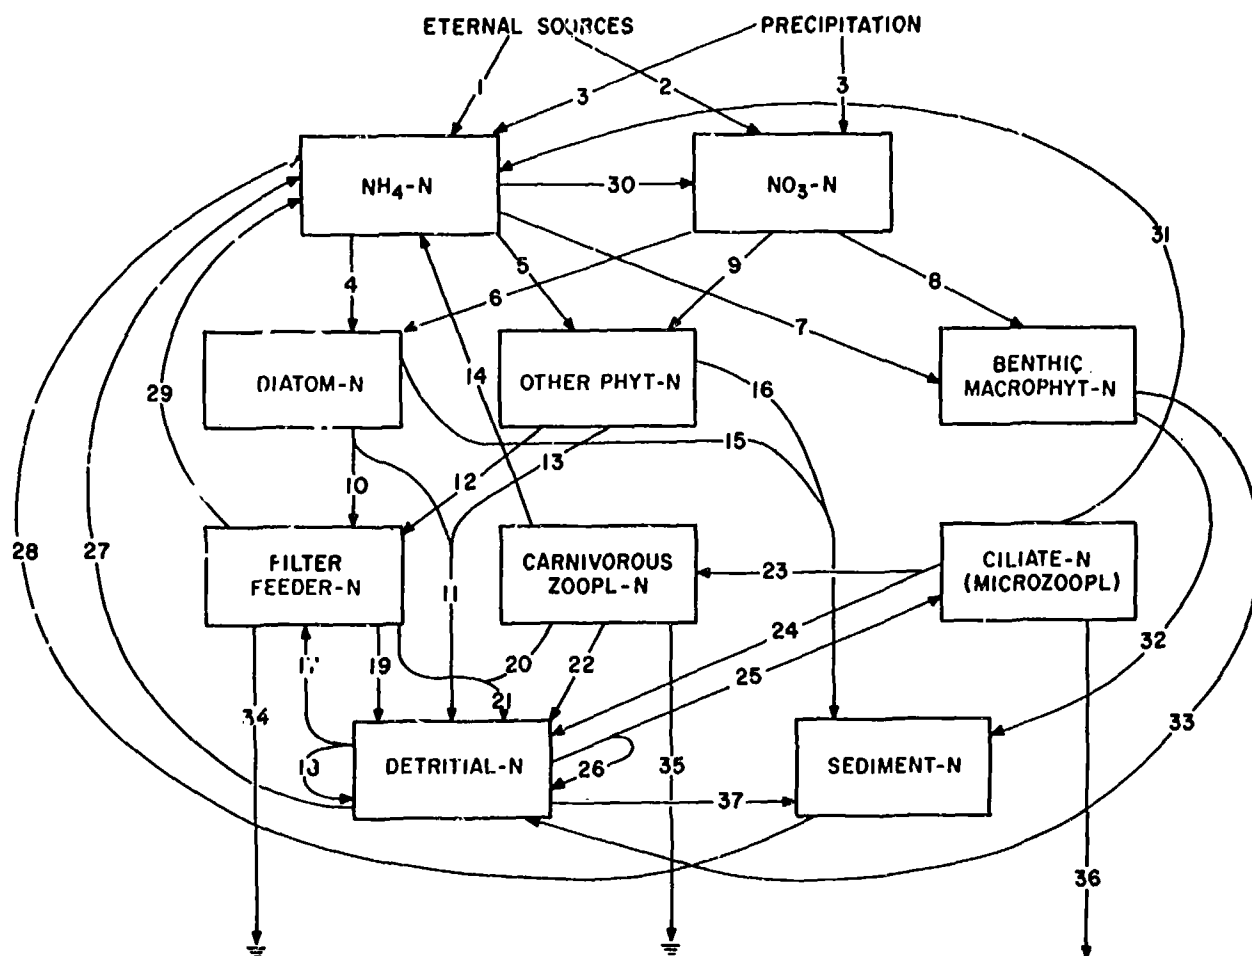 ETERNAL SOURCES PRECIPITATION
1 3 2 3
NH4-N 30 NO3-N 31
4 5 6 9 8
7
DIATOM-N 14 OTHER PHYT-N 16 BENTHIC
MACROPHYT-N
29
15
10 12 13
28 27 FILTER
FEEDER-N 11 CARNIVOROUS
ZOOPL-N 23 CILIATE-N
(MICROZOOPL)
17 19 20 22 24 25 32
34 21 33
18 DETRITIAL-N 26 35 SEDIMENT-N
37
36